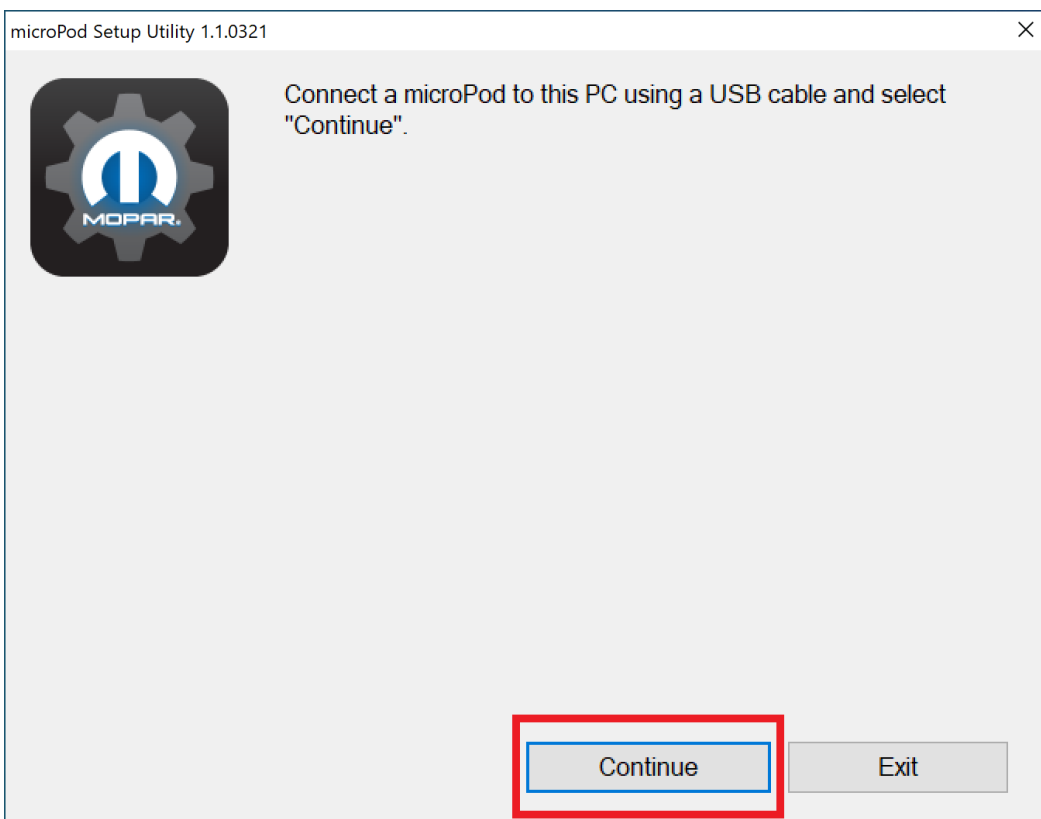 microPod Setup Utility 1.1.0321
Connect a microPod to this PC using a USB cable and select
"Continue".
MOPAR.
Continue
Exit